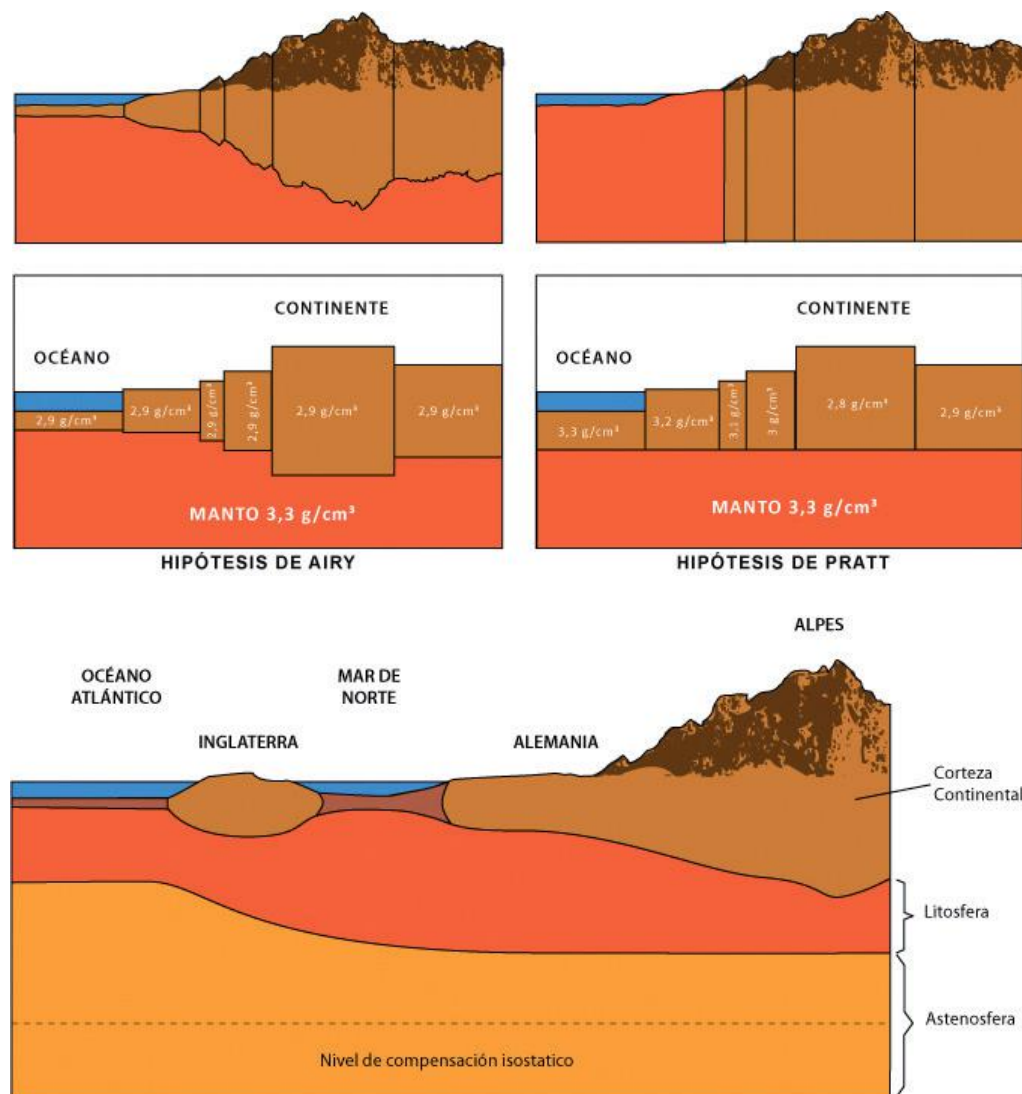 CONTINENTE
OCÉANO
2,9 g/cm³
2,9 g/cm³
2,9 g/cm³
2,9 g/cm³
2,9 g/cm³
2,9 g/cm³
MANTO 3,3 g/cm³
HIPÓTESIS DE AIRY
CONTINENTE
OCÉANO
3,3 g/cm³
3,2 g/cm³
3,1 g/cm³
3 g/cm³
2,8 g/cm³
2,9 g/cm³
MANTO 3,3 g/cm³
HIPÓTESIS DE PRATT
ALPES
OCÉANO
ATLÁNTICO
MAR DE
NORTE
INGLATERRA
ALEMANIA
Corteza
Continental
Litosfera
Astenosfera
Nivel de compensación isostatico